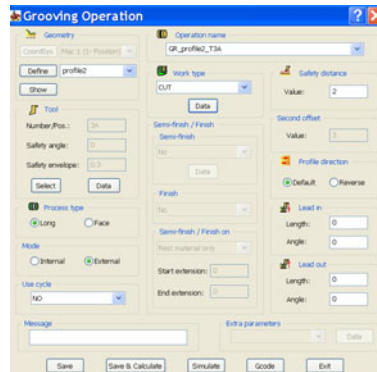 Grooving Operation
Geometry
CoordSys Mac 1 (1- Position)
Define profile2
Show
Tool
Number/Pos.: 3A
Safety angle: 0
Safety envelope: 0.3
Select Data
Process type
Long Face
Mode
Internal External
Use cycle
NO
Message
Operation name
GR_profile2_T3A
Work type
CUT
Data
Semi-finish / Finish
Semi-finish
No
Data
Finish
No
Semi-finish / Finish on
Rest material only
Start extension: 0
End extension: 0
Safety distance
Value: 2
Second offset
Value:
Profile direction
Default Reverse
Lead in
Length: 0
Angle: 0
Lead out
Length: 0
Angle: 0
Extra parameters
Data
Save Save & Calculate Simulate Gcode Exit